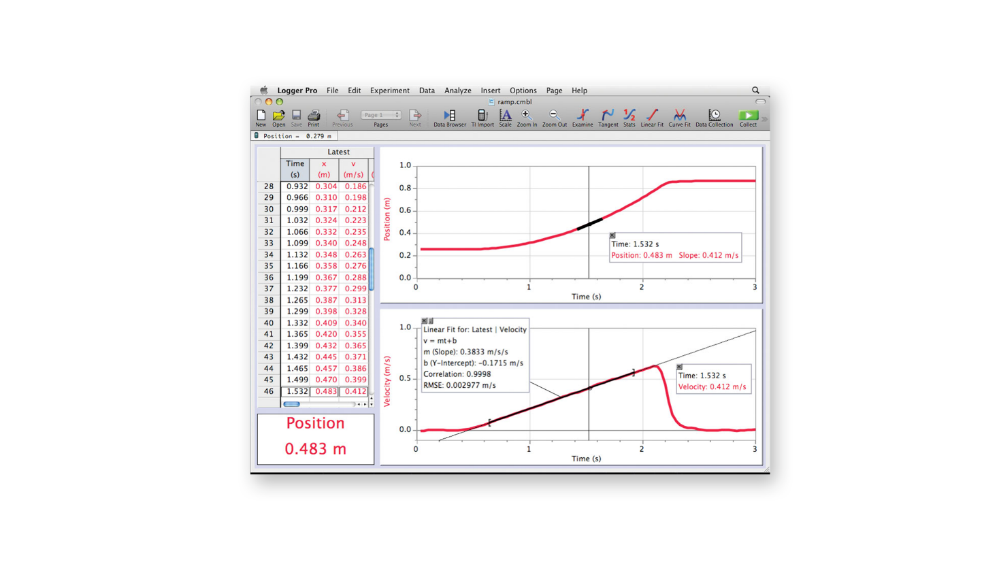 Logger Pro File Edit Experiment Data Analyze Insert Options Page Help
ramp.cmbl
Page 1
New Open Save Print Previous Pages Next Data Browser TI Import Scale Zoom In Zoom Out Examine Tangent Stats Linear Fit Curve Fit Data Collection Collect
Position = 0.279 m
Latest
Time x v
(s) (m) (m/s) (
28 0.932 0.304 0.186
29 0.966 0.310 0.198
30 0.999 0.317 0.212
31 1.032 0.324 0.223
32 1.066 0.332 0.235
33 1.099 0.340 0.248
34 1.132 0.348 0.263
35 1.166 0.358 0.276
36 1.199 0.367 0.288
37 1.232 0.377 0.299
38 1.265 0.387 0.313
39 1.299 0.398 0.328
40 1.332 0.409 0.340
41 1.365 0.420 0.355
42 1.399 0.432 0.365
43 1.432 0.445 0.371
44 1.465 0.457 0.386
45 1.499 0.470 0.399
46 1.532 0.483 0.412
Position
0.483 m
Position (m)
1.0
0.8
0.6
0.4
0.2
0.0
0 1 2 3
Time (s)
Time: 1.532 s
Position: 0.483 m Slope: 0.412 m/s
Velocity (m/s)
1.0
0.5
0.0
0 1 2 3
Time (s)
Linear Fit for: Latest | Velocity
v = mt+b
m (Slope): 0.3833 m/s/s
b (Y-Intercept): -0.1715 m/s
Correlation: 0.9998
RMSE: 0.002977 m/s
Time: 1.532 s
Velocity: 0.412 m/s